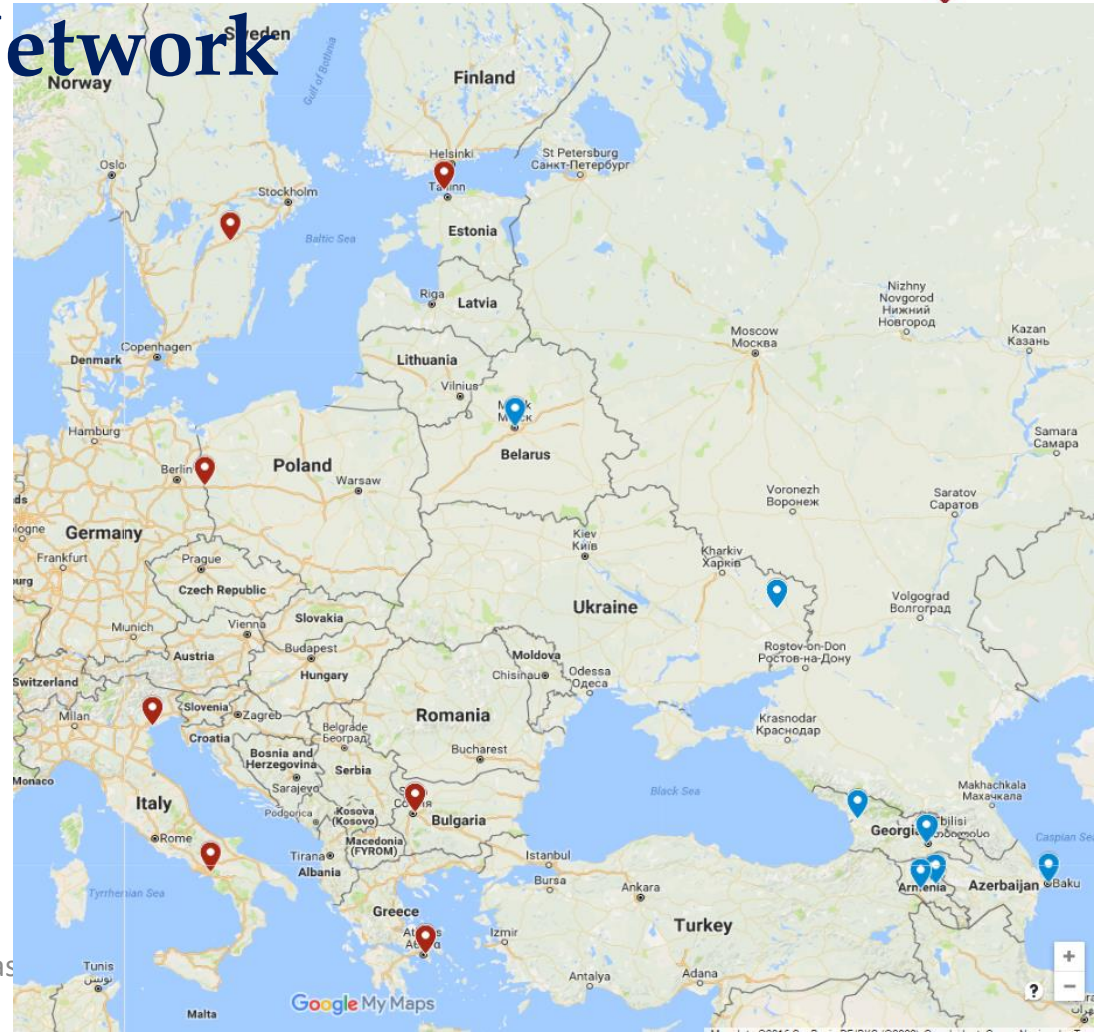 etwork
Sweden
Norway
Finland
Gulf of Bothnia
Oslo
Helsinki
St Petersburg
Санкт-Петербург
Stockholm
Tallinn
Baltic Sea
Estonia
Riga
Latvia
Nizhny
Novgorod
Нижний
Новгород
Moscow
Москва
Kazan
Казань
Copenhagen
Denmark
Lithuania
Vilnius
Samara
Самара
Hamburg
Belarus
Berlin
Poland
Warsaw
Voronezh
Воронеж
Saratov
Саратов
Germany
Kiev
Київ
Kharkiv
Харків
Frankfurt
Prague
Czech Republic
Ukraine
Volgograd
Волгоград
Munich
Vienna
Slovakia
Austria
Budapest
Hungary
Moldova
Chisinau
Odessa
Одеса
Rostov-on-Don
Ростов-на-Дону
Switzerland
Milan
Slovenia
Zagreb
Croatia
Romania
Krasnodar
Краснодар
Belgrade
Београд
Bosnia and
Herzegovina
Serbia
Bucharest
Monaco
Sarajevo
Black Sea
Makhachkala
Махачкала
Italy
Podgorica
Kosova
(Kosovo)
Bulgaria
Georgia
Tbilisi
Rome
Macedonia
(FYROM)
Caspian Sea
Tirana
Albania
Istanbul
Bursa
Ankara
Armenia
Azerbaijan
Baku
Tyrrhenian Sea
Greece
Izmir
Turkey
Tunis
تونس
Antalya
Adana
Malta
Google My Maps
+
−
?